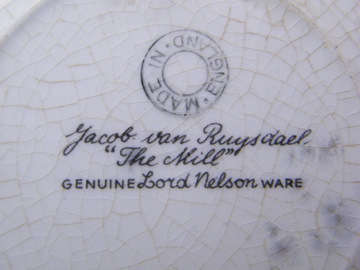 MADE IN ENGLAND
Jacob van Ruysdael
"The Mill"
GENUINE Lord Nelson WARE